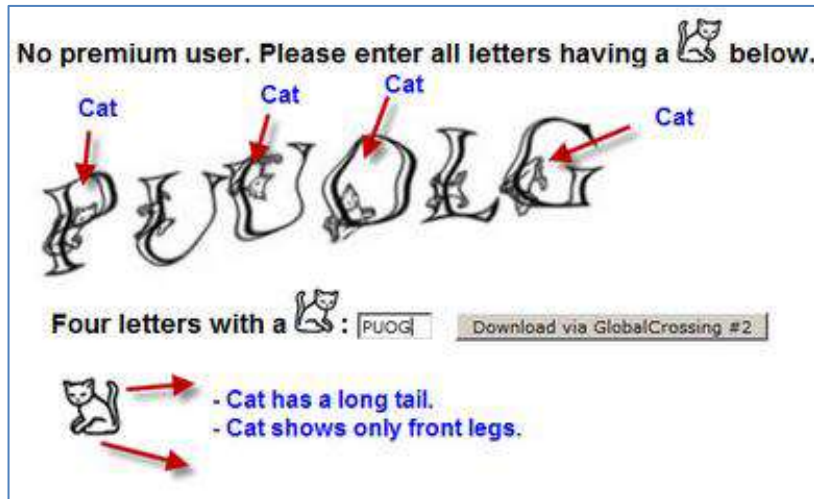 No premium user. Please enter all letters having a below.
Cat Cat Cat Cat
PUUOLG
Four letters with a : PUOG Download via GlobalCrossing #2
- Cat has a long tail.
- Cat shows only front legs.